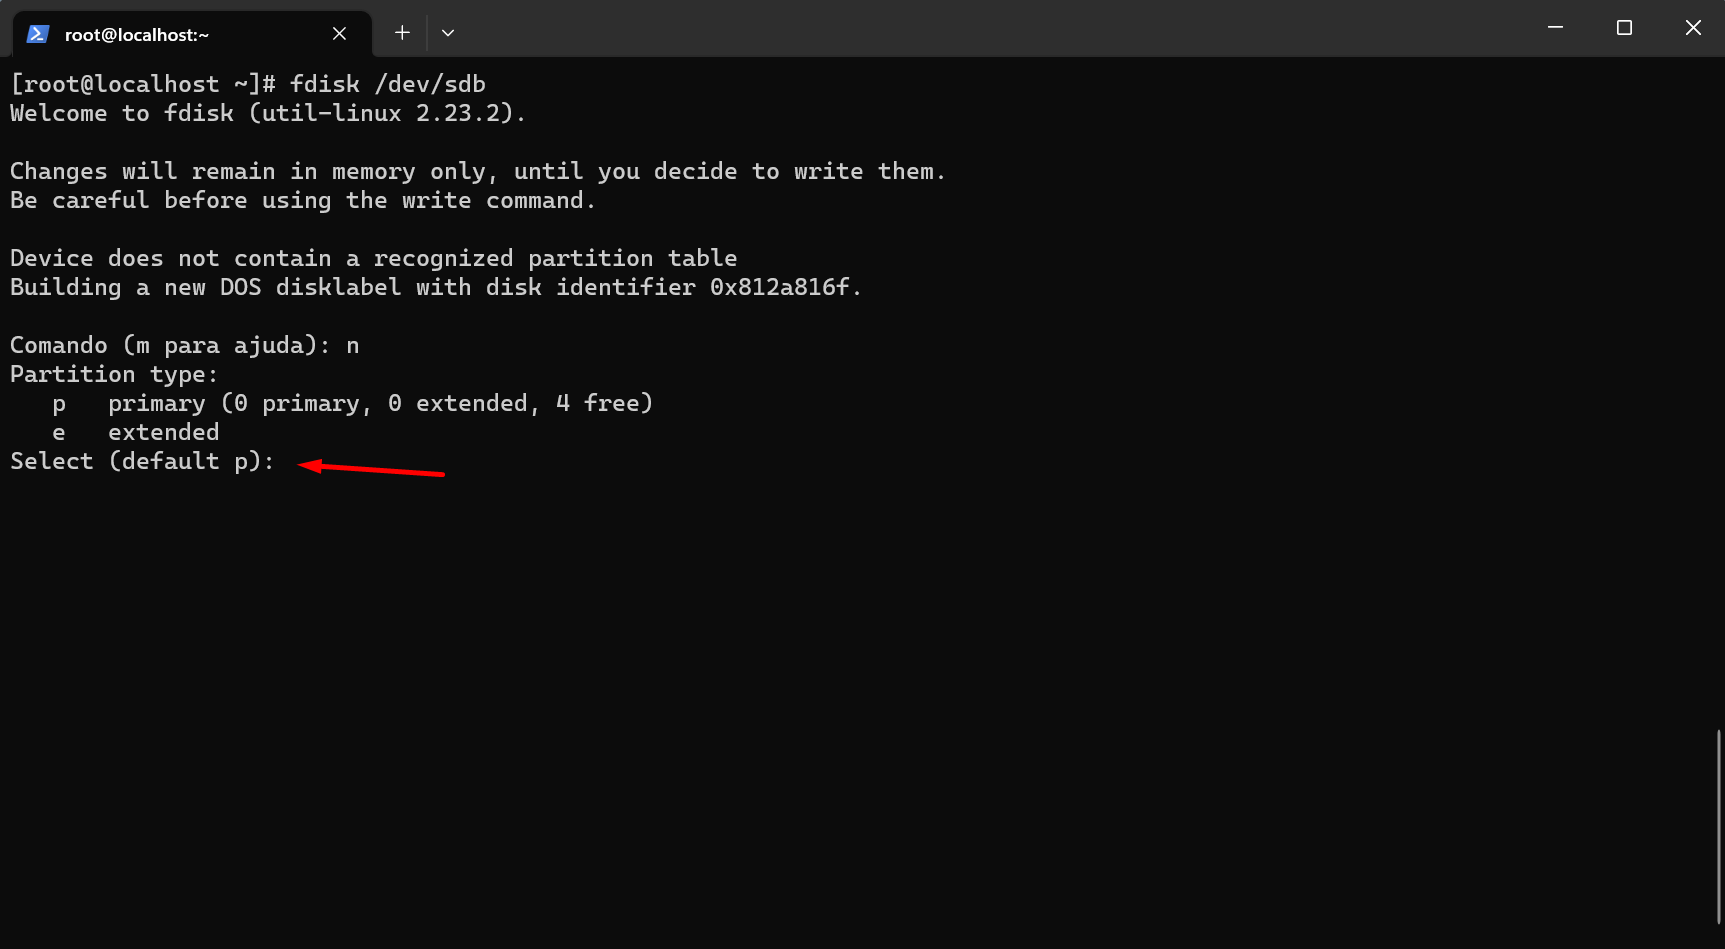 root@localhost:~
[root@localhost ~]# fdisk /dev/sdb
Welcome to fdisk (util-linux 2.23.2).
Changes will remain in memory only, until you decide to write them.
Be careful before using the write command.
Device does not contain a recognized partition table
Building a new DOS disklabel with disk identifier 0x812a816f.
Comando (m para ajuda): n
Partition type:
   p   primary (0 primary, 0 extended, 4 free)
   e   extended
Select (default p):